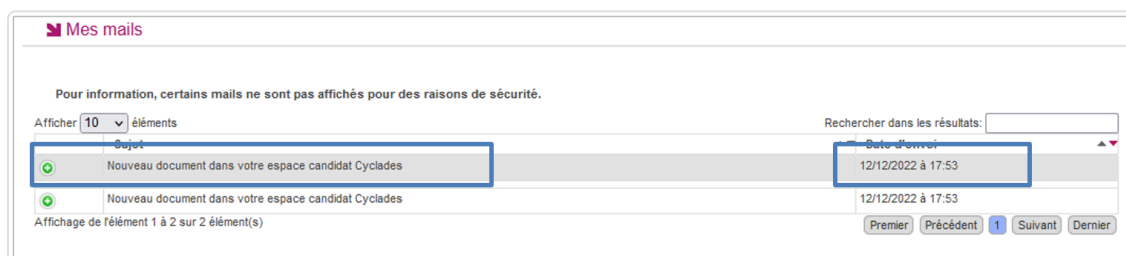 Mes mails
Pour information, certains mails ne sont pas affichés pour des raisons de sécurité.
Afficher 10 éléments Rechercher dans les résultats:
Sujet Date d'envoi
Nouveau document dans votre espace candidat Cyclades 12/12/2022 à 17:53
Nouveau document dans votre espace candidat Cyclades 12/12/2022 à 17:53
Affichage de l'élément 1 à 2 sur 2 élément(s) Premier Précédent 1 Suivant Dernier